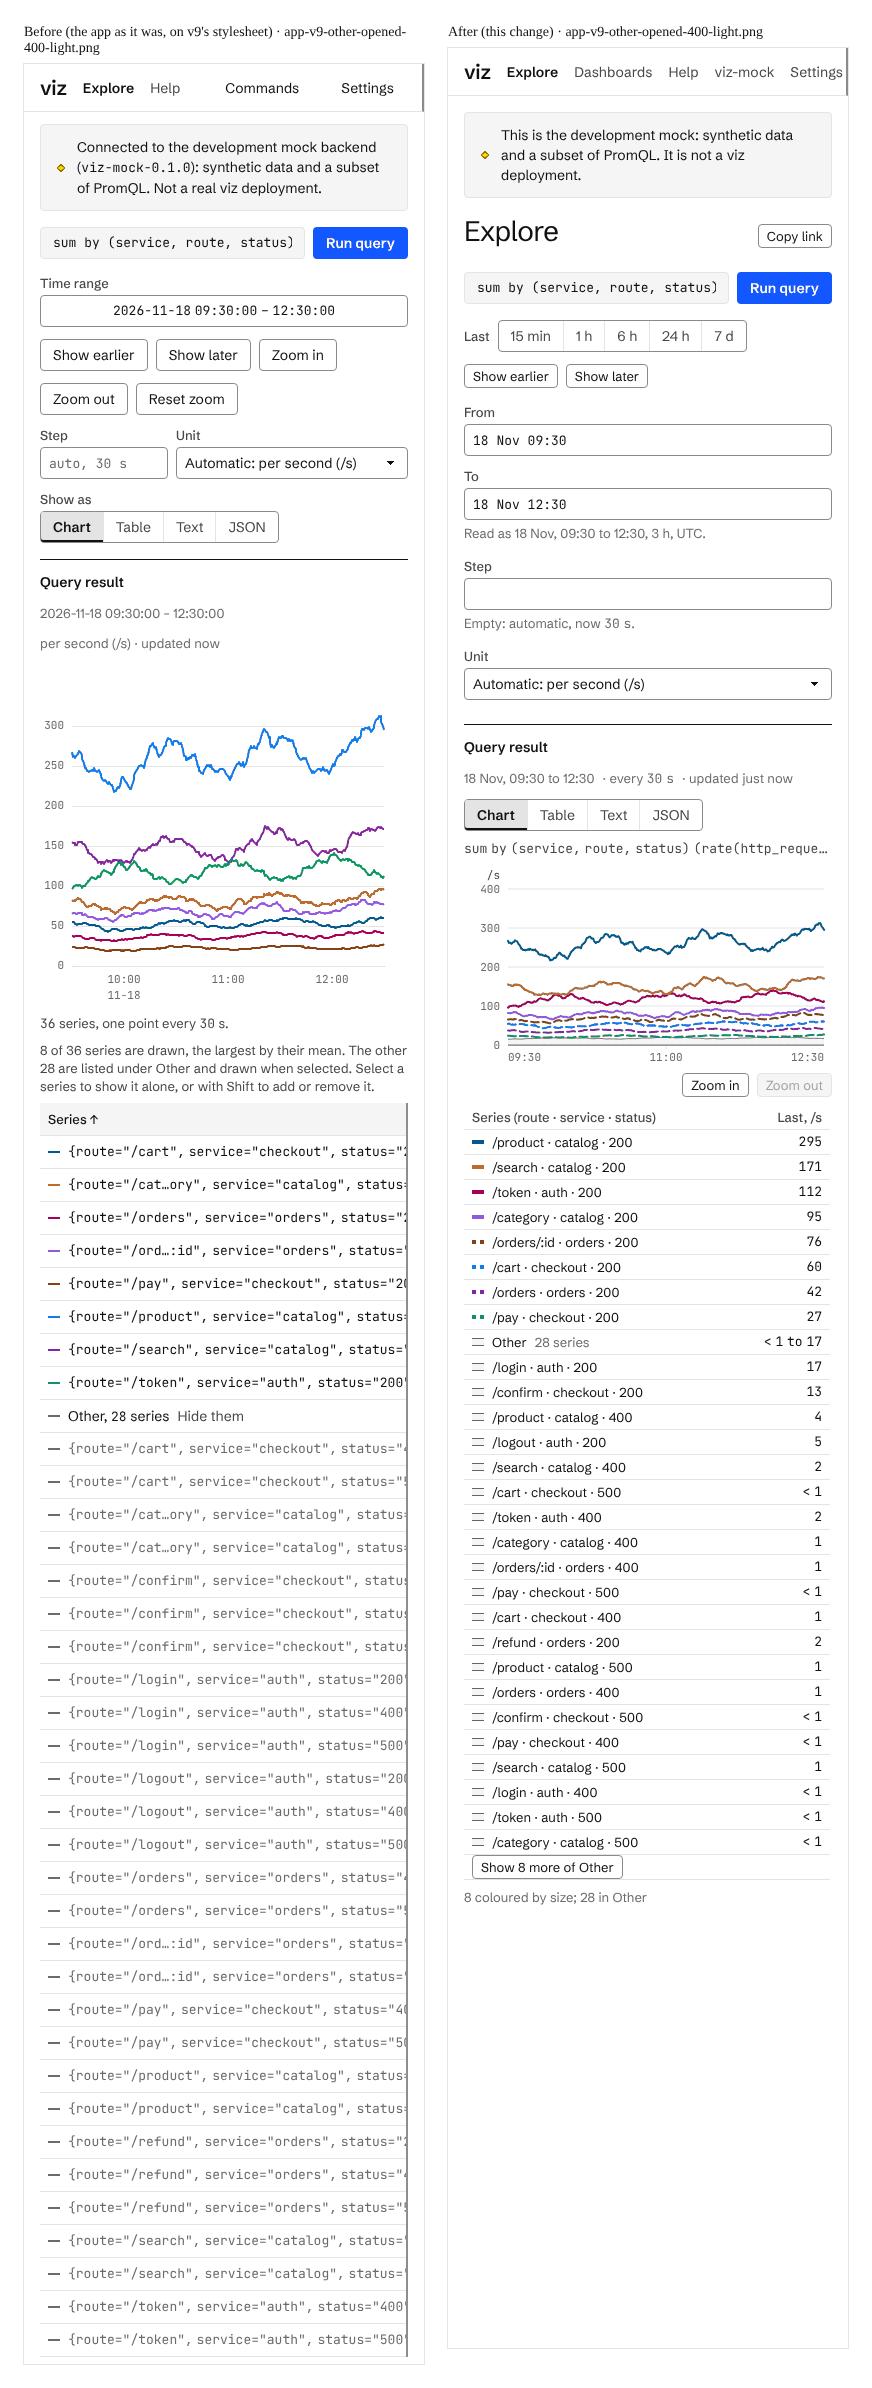 Before (the app as it was, on v9's stylesheet) · app-v9-other-opened-
400-light.png
viz Explore Help Commands Settings
Connected to the development mock backend
(viz-mock-0.1.0): synthetic data and a subset
of PromQL. Not a real viz deployment.
sum by (service, route, status)
Run query
Time range
2026-11-18 09:30:00 – 12:30:00
Show earlier Show later Zoom in
Zoom out Reset zoom
Step Unit
auto, 30 s Automatic: per second (/s)
Show as
Chart Table Text JSON
Query result
2026-11-18 09:30:00 – 12:30:00
per second (/s) · updated now
300
250
200
150
100
50
0
10:00 11:00 12:00
11-18
36 series, one point every 30 s.
8 of 36 series are drawn, the largest by their mean. The other
28 are listed under Other and drawn when selected. Select a
series to show it alone, or with Shift to add or remove it.
Series ↑
{route="/cart", service="checkout", status="2
{route="/cat…ory", service="catalog", status=
{route="/orders", service="orders", status="2
{route="/ord…:id", service="orders", status="
{route="/pay", service="checkout", status="20
{route="/product", service="catalog", status=
{route="/search", service="catalog", status="
{route="/token", service="auth", status="200"
Other, 28 series Hide them
{route="/cart", service="checkout", status="4
{route="/cart", service="checkout", status="5
{route="/cat…ory", service="catalog", status=
{route="/cat…ory", service="catalog", status=
{route="/confirm", service="checkout", status
{route="/confirm", service="checkout", status
{route="/confirm", service="checkout", status
{route="/login", service="auth", status="200"
{route="/login", service="auth", status="400"
{route="/login", service="auth", status="500"
{route="/logout", service="auth", status="200
{route="/logout", service="auth", status="400
{route="/logout", service="auth", status="500
{route="/orders", service="orders", status="4
{route="/orders", service="orders", status="5
{route="/ord…:id", service="orders", status="
{route="/ord…:id", service="orders", status="
{route="/pay", service="checkout", status="40
{route="/pay", service="checkout", status="50
{route="/product", service="catalog", status=
{route="/product", service="catalog", status=
{route="/refund", service="orders", status="2
{route="/refund", service="orders", status="4
{route="/refund", service="orders", status="5
{route="/search", service="catalog", status="
{route="/search", service="catalog", status="
{route="/token", service="auth", status="400"
{route="/token", service="auth", status="500"
After (this change) · app-v9-other-opened-400-light.png
viz Explore Dashboards Help viz-mock Settings
This is the development mock: synthetic data
and a subset of PromQL. It is not a viz
deployment.
Explore
Copy link
sum by (service, route, status)
Run query
Last 15 min 1 h 6 h 24 h 7 d
Show earlier Show later
From
18 Nov 09:30
To
18 Nov 12:30
Read as 18 Nov, 09:30 to 12:30, 3 h, UTC.
Step
Empty: automatic, now 30 s.
Unit
Automatic: per second (/s)
Query result
18 Nov, 09:30 to 12:30 · every 30 s · updated just now
Chart Table Text JSON
sum by (service, route, status) (rate(http_reque…
/s
400
300
200
100
0
09:30 11:00 12:30
Zoom in Zoom out
Series (route · service · status) Last, /s
/product · catalog · 200 295
/search · catalog · 200 171
/token · auth · 200 112
/category · catalog · 200 95
/orders/:id · orders · 200 76
/cart · checkout · 200 60
/orders · orders · 200 42
/pay · checkout · 200 27
Other 28 series < 1 to 17
/login · auth · 200 17
/confirm · checkout · 200 13
/product · catalog · 400 4
/logout · auth · 200 5
/search · catalog · 400 2
/cart · checkout · 500 < 1
/token · auth · 400 2
/category · catalog · 400 1
/orders/:id · orders · 400 1
/pay · checkout · 500 < 1
/cart · checkout · 400 1
/refund · orders · 200 2
/product · catalog · 500 1
/orders · orders · 400 1
/confirm · checkout · 500 < 1
/pay · checkout · 400 < 1
/search · catalog · 500 1
/login · auth · 400 < 1
/token · auth · 500 < 1
/category · catalog · 500 < 1
Show 8 more of Other
8 coloured by size; 28 in Other